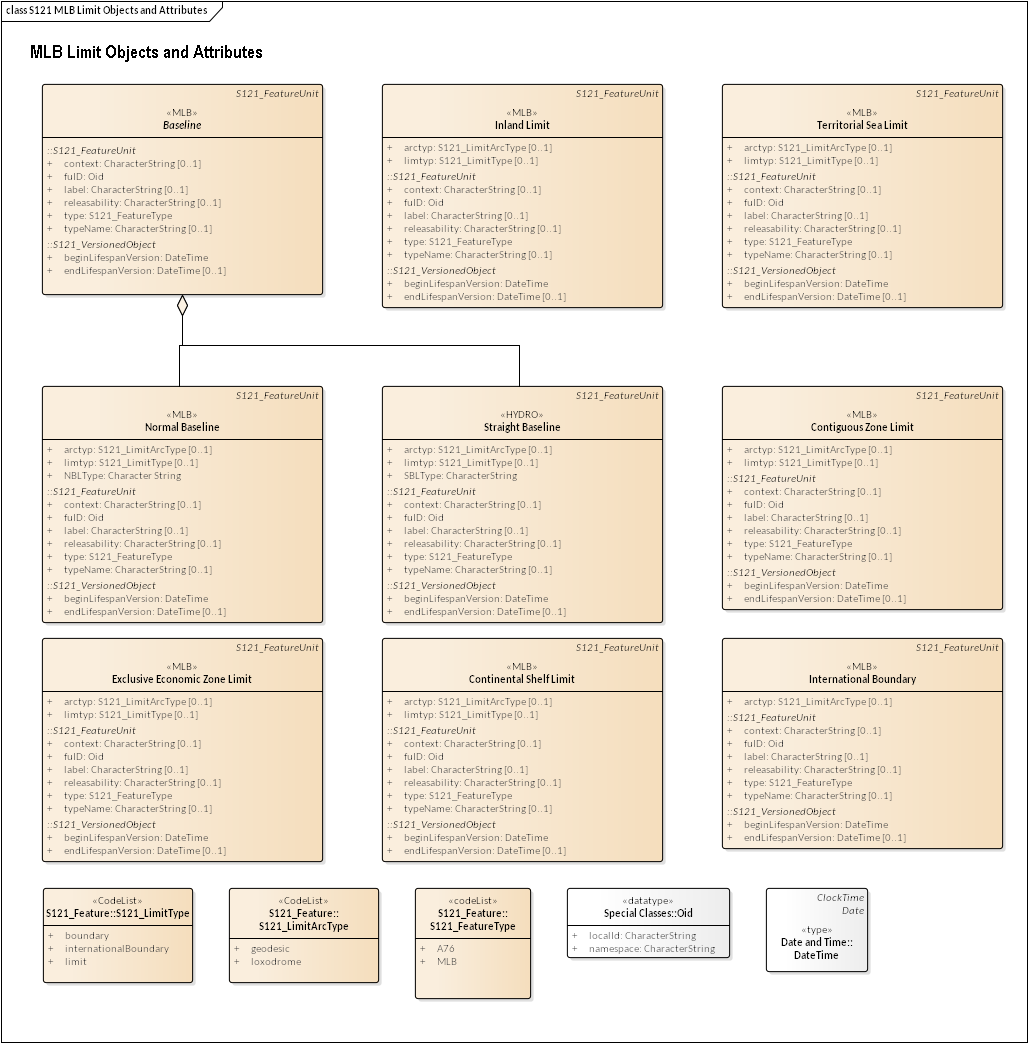 class S121 MLB Limit Objects and Attributes
MLB Limit Objects and Attributes
S121_FeatureUnit
«MLB»
Baseline
::S121_FeatureUnit
+ context: CharacterString [0..1]
+ fuID: Oid
+ label: CharacterString [0..1]
+ releasability: CharacterString [0..1]
+ type: S121_FeatureType
+ typeName: CharacterString [0..1]
::S121_VersionedObject
+ beginLifespanVersion: DateTime
+ endLifespanVersion: DateTime [0..1]
S121_FeatureUnit
«MLB»
Inland Limit
+ arctyp: S121_LimitArcType [0..1]
+ limtyp: S121_LimitType [0..1]
::S121_FeatureUnit
+ context: CharacterString [0..1]
+ fuID: Oid
+ label: CharacterString [0..1]
+ releasability: CharacterString [0..1]
+ type: S121_FeatureType
+ typeName: CharacterString [0..1]
::S121_VersionedObject
+ beginLifespanVersion: DateTime
+ endLifespanVersion: DateTime [0..1]
S121_FeatureUnit
«MLB»
Territorial Sea Limit
+ arctyp: S121_LimitArcType [0..1]
+ limtyp: S121_LimitType [0..1]
::S121_FeatureUnit
+ context: CharacterString [0..1]
+ fuID: Oid
+ label: CharacterString [0..1]
+ releasability: CharacterString [0..1]
+ type: S121_FeatureType
+ typeName: CharacterString [0..1]
::S121_VersionedObject
+ beginLifespanVersion: DateTime
+ endLifespanVersion: DateTime [0..1]
S121_FeatureUnit
«MLB»
Normal Baseline
+ arctyp: S121_LimitArcType [0..1]
+ limtyp: S121_LimitType [0..1]
+ NBLType: Character String
::S121_FeatureUnit
+ context: CharacterString [0..1]
+ fuID: Oid
+ label: CharacterString [0..1]
+ releasability: CharacterString [0..1]
+ type: S121_FeatureType
+ typeName: CharacterString [0..1]
::S121_VersionedObject
+ beginLifespanVersion: DateTime
+ endLifespanVersion: DateTime [0..1]
S121_FeatureUnit
«HYDRO»
Straight Baseline
+ arctyp: S121_LimitArcType [0..1]
+ limtyp: S121_LimitType [0..1]
+ SBLType: CharacterString
::S121_FeatureUnit
+ context: CharacterString [0..1]
+ fuID: Oid
+ label: CharacterString [0..1]
+ releasability: CharacterString [0..1]
+ type: S121_FeatureType
+ typeName: CharacterString [0..1]
::S121_VersionedObject
+ beginLifespanVersion: DateTime
+ endLifespanVersion: DateTime [0..1]
S121_FeatureUnit
«MLB»
Contiguous Zone Limit
+ arctyp: S121_LimitArcType [0..1]
+ limtyp: S121_LimitType [0..1]
::S121_FeatureUnit
+ context: CharacterString [0..1]
+ fuID: Oid
+ label: CharacterString [0..1]
+ releasability: CharacterString [0..1]
+ type: S121_FeatureType
+ typeName: CharacterString [0..1]
::S121_VersionedObject
+ beginLifespanVersion: DateTime
+ endLifespanVersion: DateTime [0..1]
S121_FeatureUnit
«MLB»
Exclusive Economic Zone Limit
+ arctyp: S121_LimitArcType [0..1]
+ limtyp: S121_LimitType [0..1]
::S121_FeatureUnit
+ context: CharacterString [0..1]
+ fuID: Oid
+ label: CharacterString [0..1]
+ releasability: CharacterString [0..1]
+ type: S121_FeatureType
+ typeName: CharacterString [0..1]
::S121_VersionedObject
+ beginLifespanVersion: DateTime
+ endLifespanVersion: DateTime [0..1]
S121_FeatureUnit
«MLB»
Continental Shelf Limit
+ arctyp: S121_LimitArcType [0..1]
+ limtyp: S121_LimitType [0..1]
::S121_FeatureUnit
+ context: CharacterString [0..1]
+ fuID: Oid
+ label: CharacterString [0..1]
+ releasability: CharacterString [0..1]
+ type: S121_FeatureType
+ typeName: CharacterString [0..1]
::S121_VersionedObject
+ beginLifespanVersion: DateTime
+ endLifespanVersion: DateTime [0..1]
S121_FeatureUnit
«MLB»
International Boundary
+ arctyp: S121_LimitArcType [0..1]
::S121_FeatureUnit
+ context: CharacterString [0..1]
+ fuID: Oid
+ label: CharacterString [0..1]
+ releasability: CharacterString [0..1]
+ type: S121_FeatureType
+ typeName: CharacterString [0..1]
::S121_VersionedObject
+ beginLifespanVersion: DateTime
+ endLifespanVersion: DateTime [0..1]
«CodeList»
S121_Feature::S121_LimitType
+ boundary
+ internationalBoundary
+ limit
«CodeList»
S121_Feature::
S121_LimitArcType
+ geodesic
+ loxodrome
«codeList»
S121_Feature::
S121_FeatureType
+ A76
+ MLB
«datatype»
Special Classes::Oid
+ localId: CharacterString
+ namespace: CharacterString
ClockTime
Date
«type»
Date and Time::
DateTime